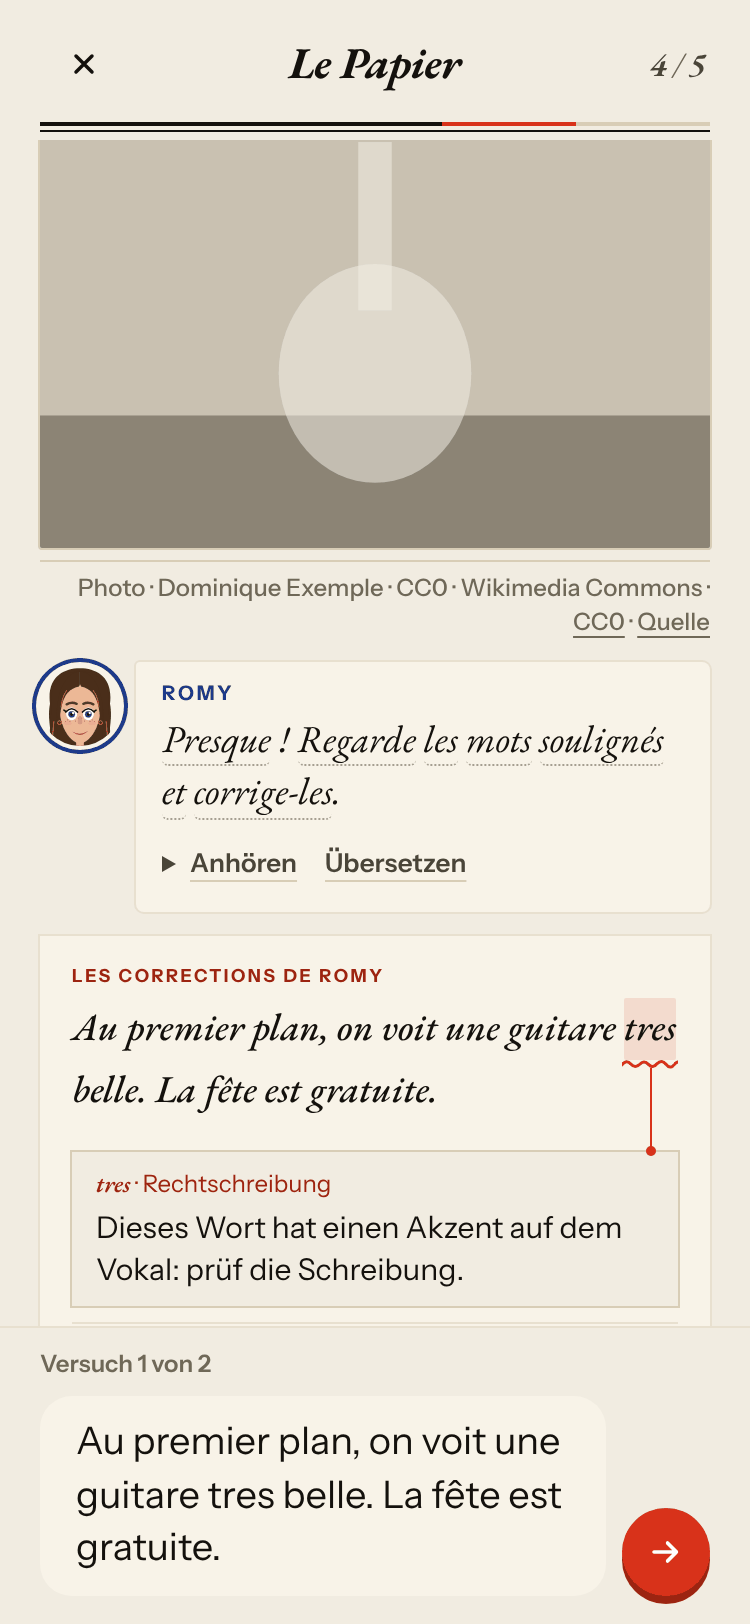 Le Papier
4/5
Photo · Dominique Exemple · CC0 · Wikimedia Commons ·
CC0 · Quelle
ROMY
Presque ! Regarde les mots soulignés
et corrige-les.
Anhören Übersetzen
LES CORRECTIONS DE ROMY
Au premier plan, on voit une guitare tres
belle. La fête est gratuite.
tres · Rechtschreibung
Dieses Wort hat einen Akzent auf dem
Vokal: prüf die Schreibung.
Versuch 1 von 2
Au premier plan, on voit une
guitare tres belle. La fête est
gratuite.